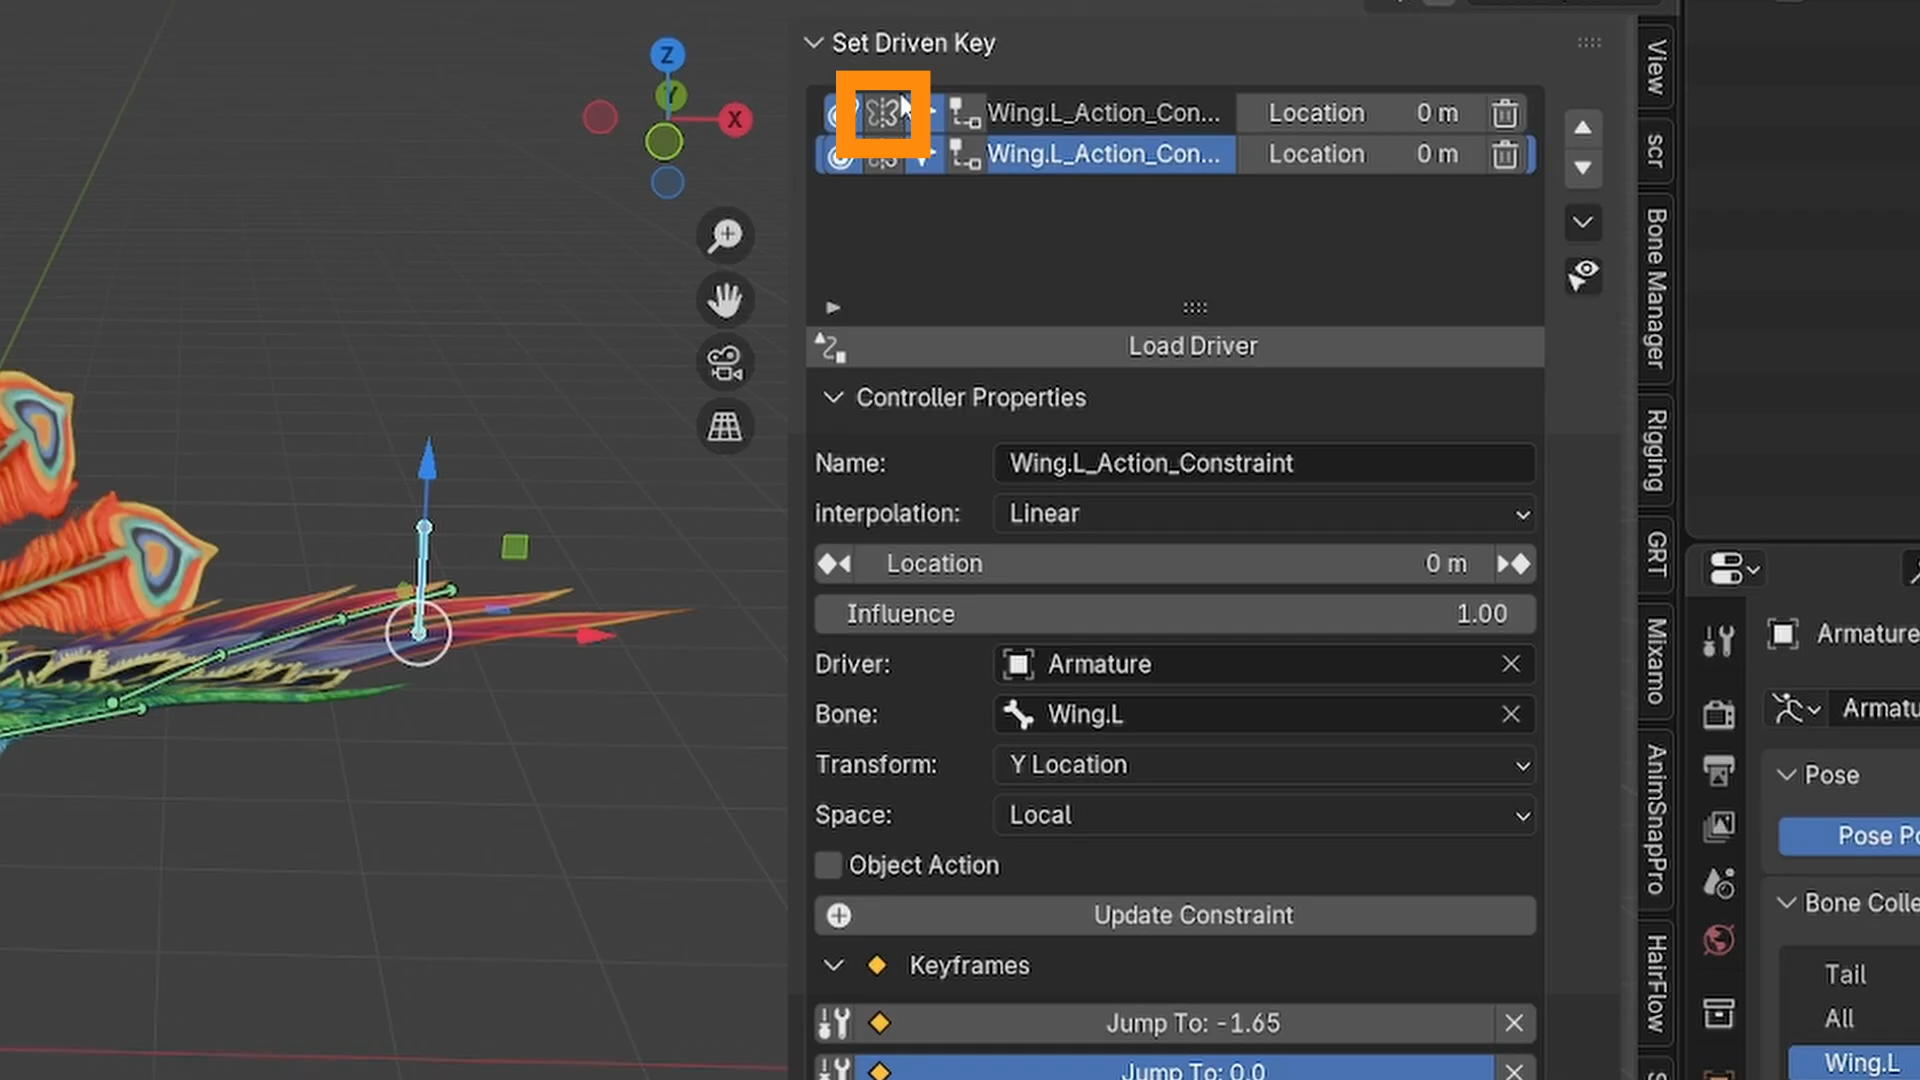 Set Driven Key
View
Z
Y
X
Wing.L_Action_Con... Location 0 m
Wing.L_Action_Con... Location 0 m
scr
Bone Manager
Load Driver
Controller Properties
Name: Wing.L_Action_Constraint
Rigging
interpolation: Linear
Location 0 m
GRT
Influence 1.00
Armature
Driver: Armature
Mixamo
Bone: Wing.L
Armatu
Transform: Y Location
Pose
Space: Local
AnimSnapPro
Pose Po
Object Action
Bone Colle
Update Constraint
Keyframes
HairFlow
Tail
All
Jump To: -1.65
Wing.L
Jump To: 0.0